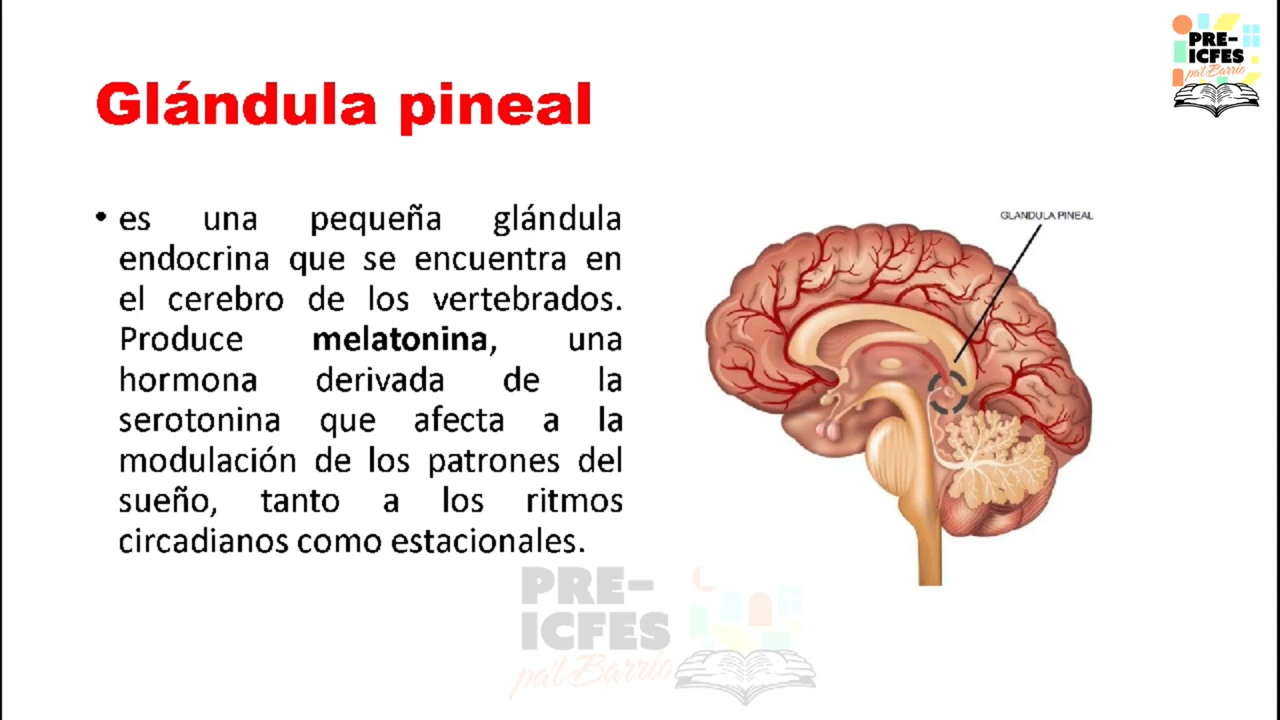 PRE-
ICFES
pa'l Barrio
Glándula pineal
• es una pequeña glándula
endocrina que se encuentra en
el cerebro de los vertebrados.
Produce melatonina, una
hormona derivada de la
serotonina que afecta a la
modulación de los patrones del
sueño, tanto a los ritmos
circadianos como estacionales.
GLANDULA PINEAL
PRE-
ICFES
pa'l Barrio